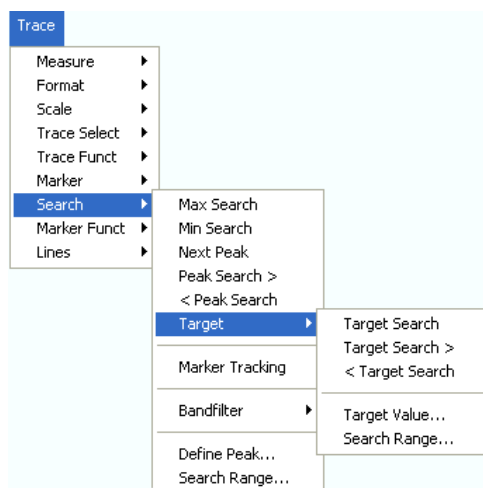 Trace
Measure
Format
Scale
Trace Select
Trace Funct
Marker
Search
Marker Funct
Lines
Max Search
Min Search
Next Peak
Peak Search >
< Peak Search
Target
Marker Tracking
Bandfilter
Define Peak...
Search Range...
Target Search
Target Search >
< Target Search
Target Value...
Search Range...